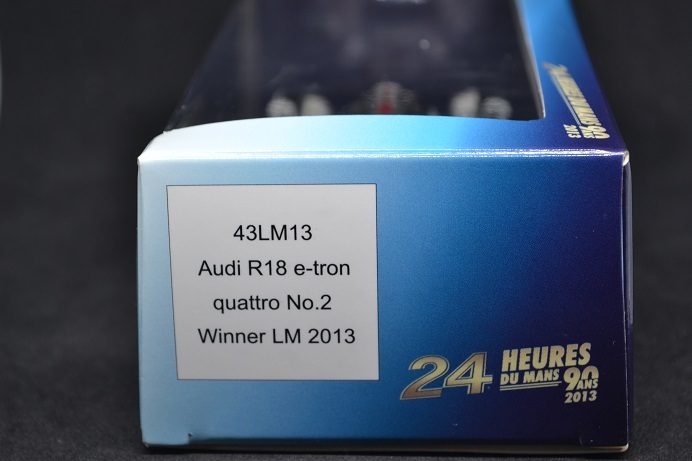 43LM13
Audi R18 e-tron
quattro No.2
Winner LM 2013
24 HEURES
DU MANS 90
ANS
2013